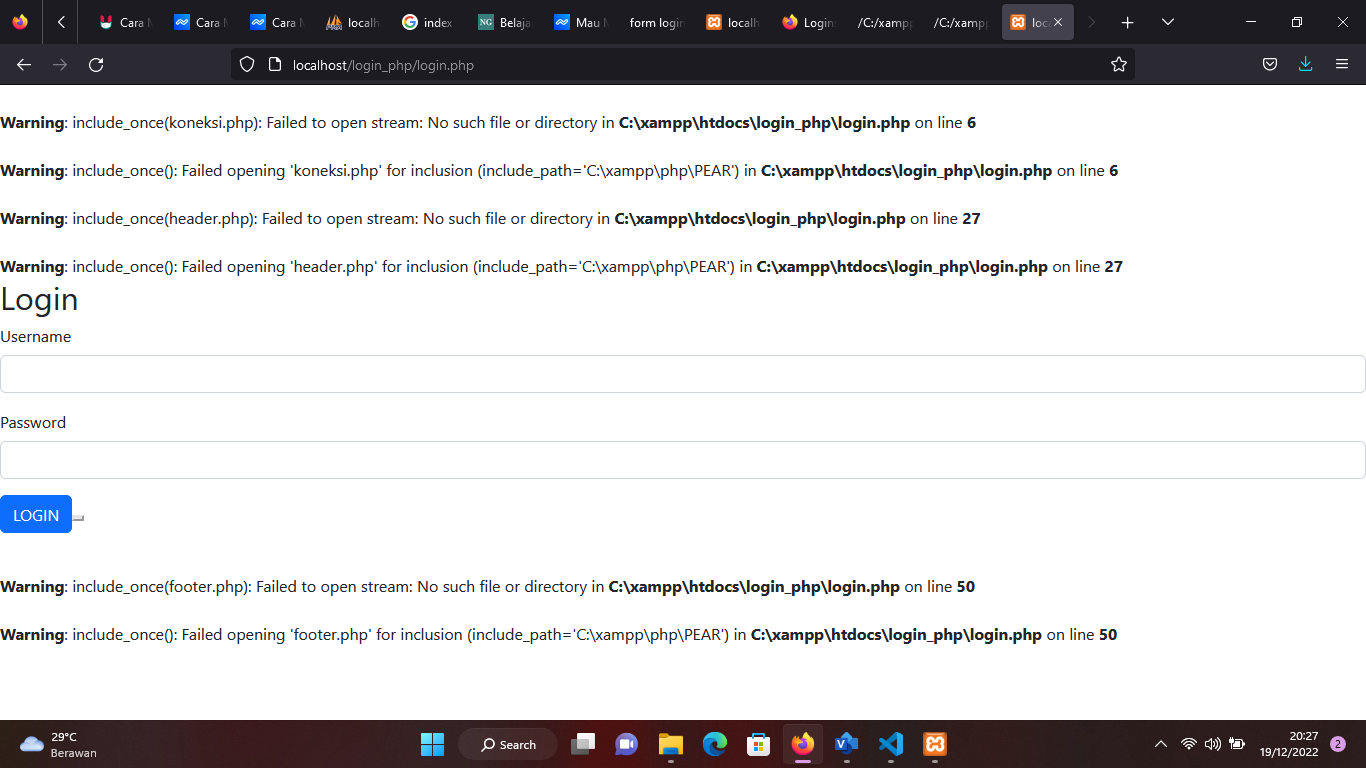 Cara
Cara
Cara
localh
index
Belaja
Mau
form login
localh
Login
/C:/xampp
/C:/xamp
loc
localhost/login_php/login.php
Warning: include_once(koneksi.php): Failed to open stream: No such file or directory in C:\xampp\htdocs\login_php\login.php on line 6
Warning: include_once(): Failed opening 'koneksi.php' for inclusion (include_path='C:\xampp\php\PEAR') in C:\xampp\htdocs\login_php\login.php on line 6
Warning: include_once(header.php): Failed to open stream: No such file or directory in C:\xampp\htdocs\login_php\login.php on line 27
Warning: include_once(): Failed opening 'header.php' for inclusion (include_path='C:\xampp\php\PEAR') in C:\xampp\htdocs\login_php\login.php on line 27
Login
Username
Password
LOGIN
Warning: include_once(footer.php): Failed to open stream: No such file or directory in C:\xampp\htdocs\login_php\login.php on line 50
Warning: include_once(): Failed opening 'footer.php' for inclusion (include_path='C:\xampp\php\PEAR') in C:\xampp\htdocs\login_php\login.php on line 50
29°C
Berawan
Search
20:27
19/12/2022
2